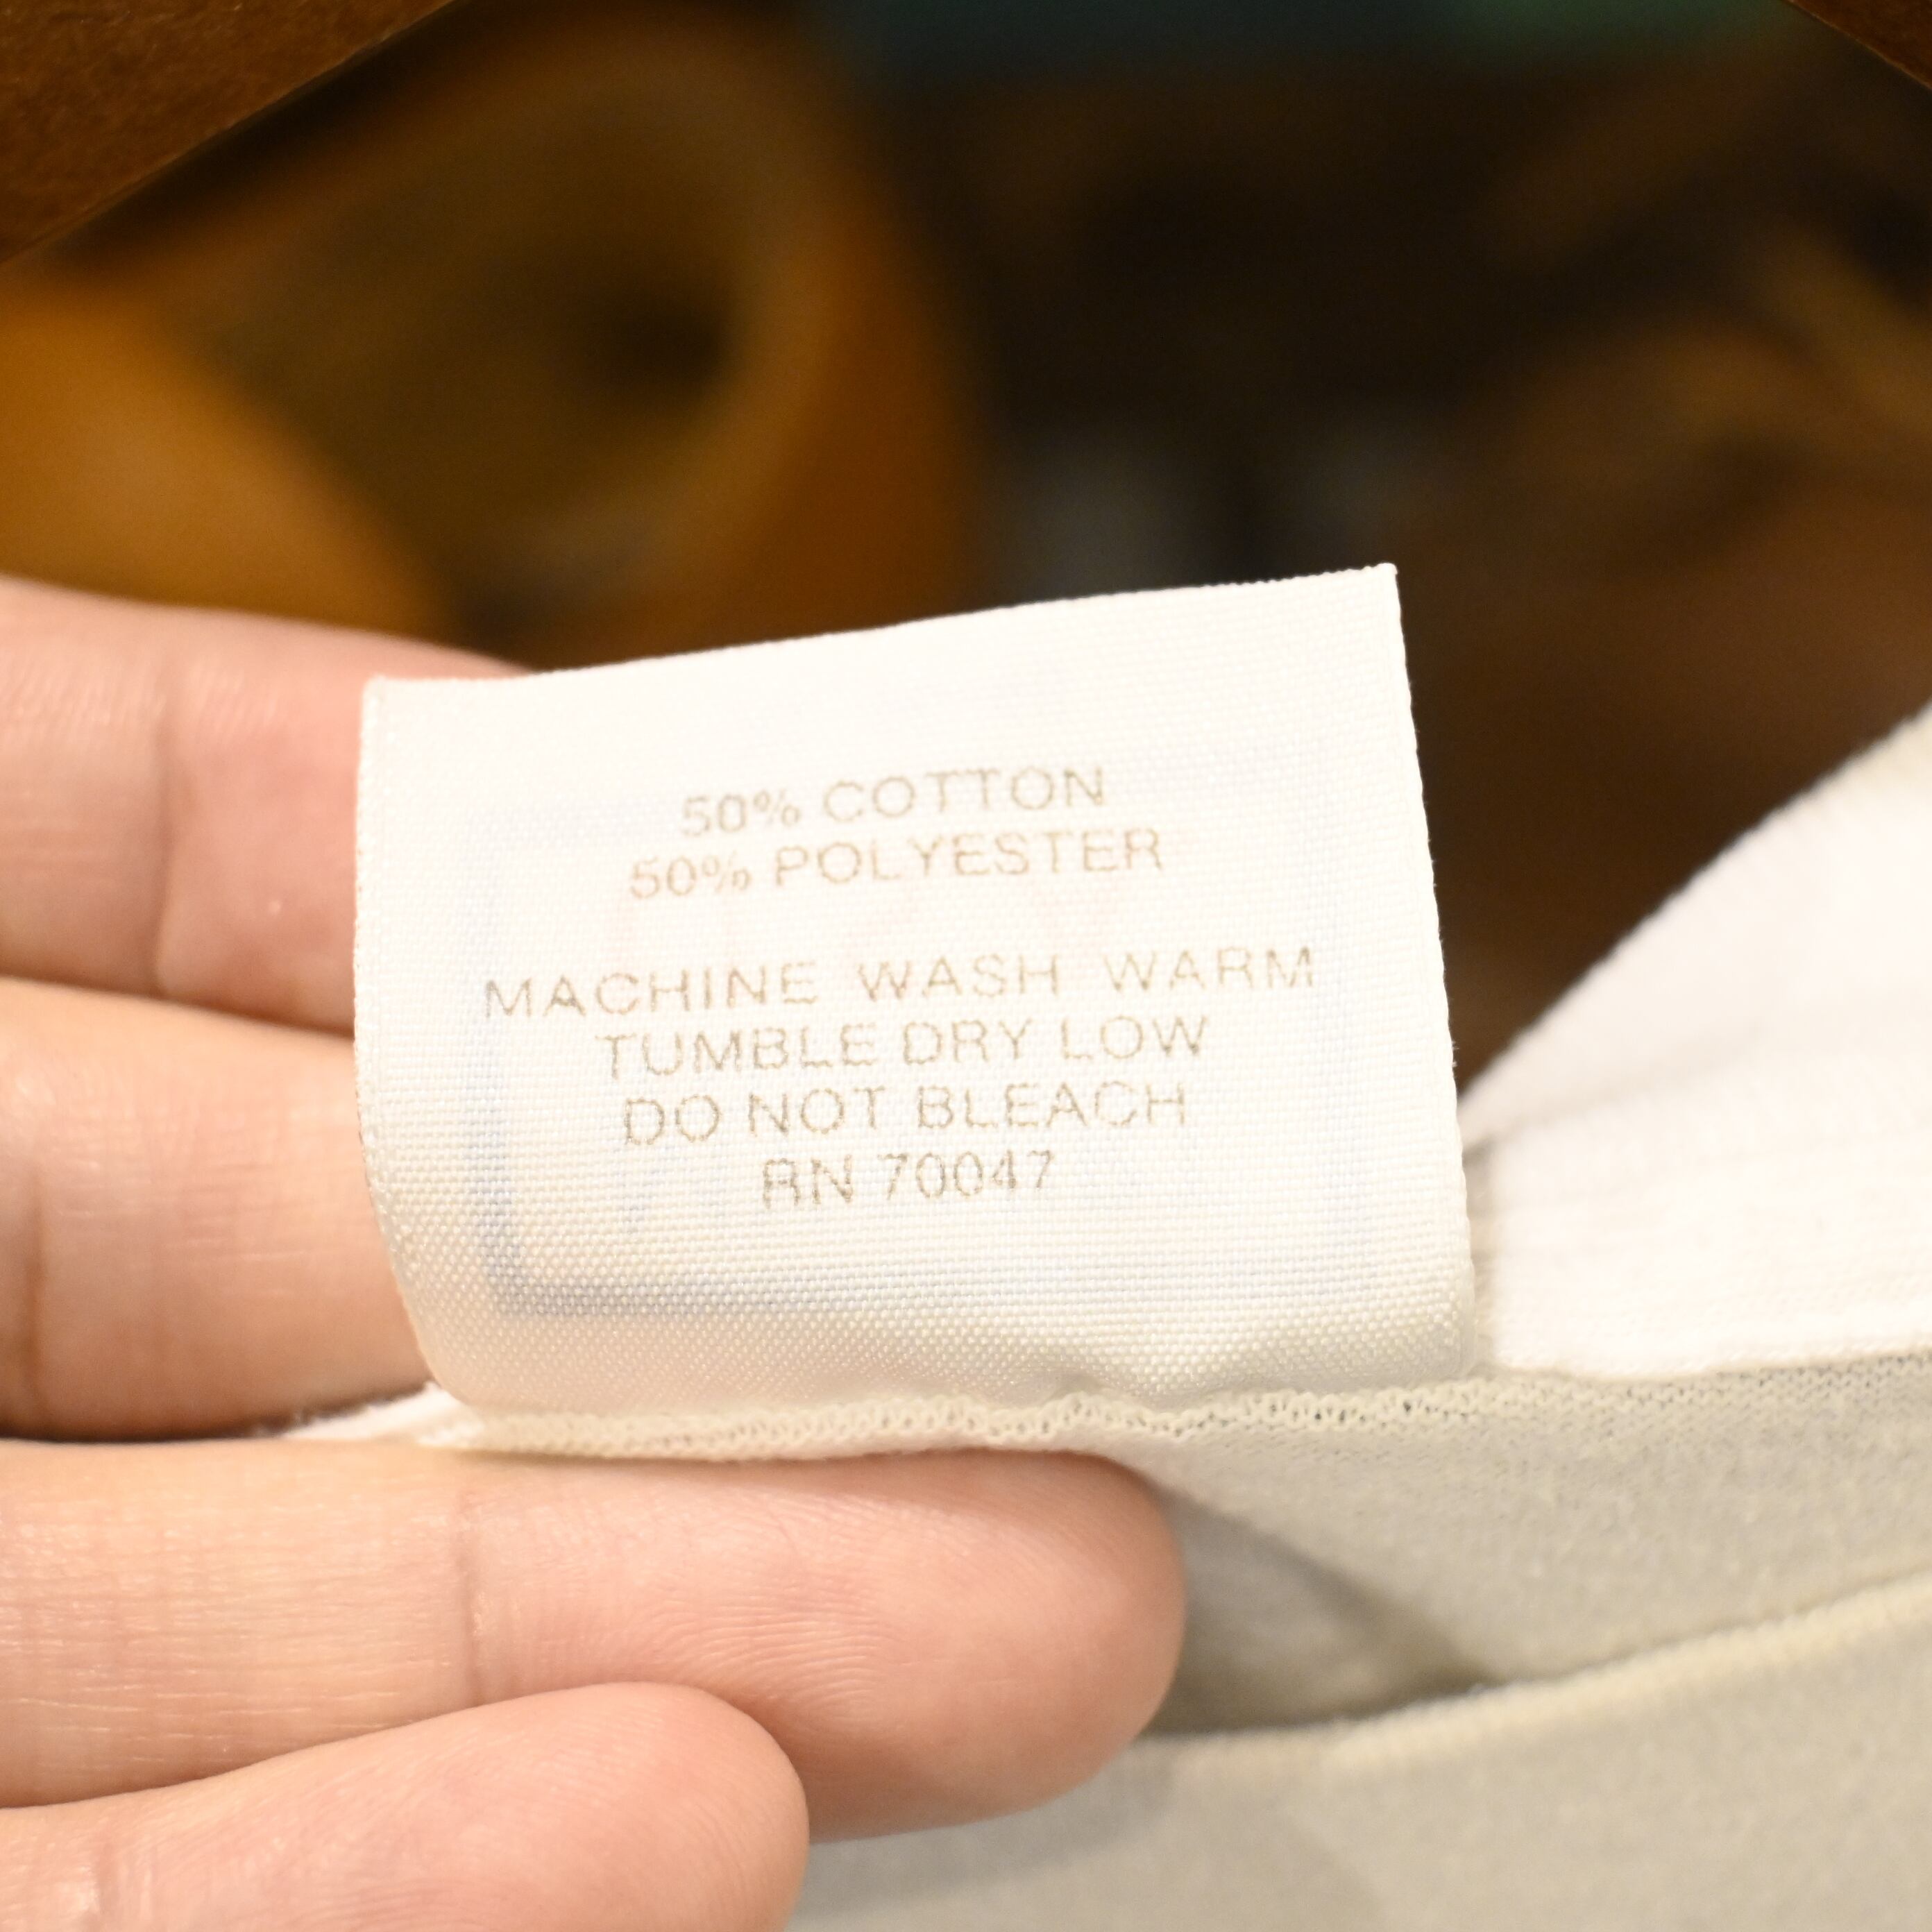 50% COTTON
50% POLYESTER
MACHINE WASH WARM
TUMBLE DRY LOW
DO NOT BLEACH
RN 70047